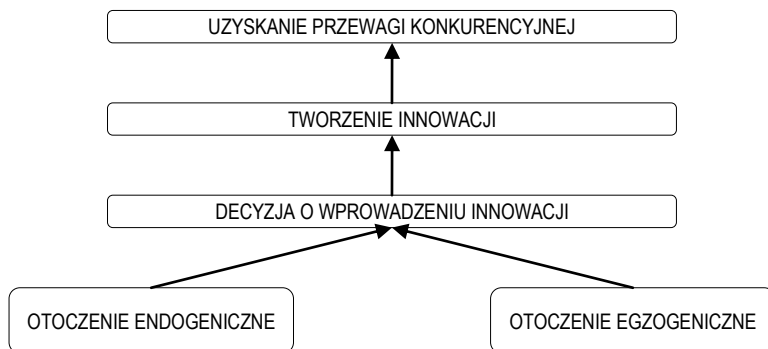 UZYSKANIE PRZEWAGI KONKURENCYJNEJ
TWORZENIE INNOWACJI
DECYZJA O WPROWADZENIU INNOWACJI
OTOCZENIE ENDOGENICZNE
OTOCZENIE EGZOGENICZNE